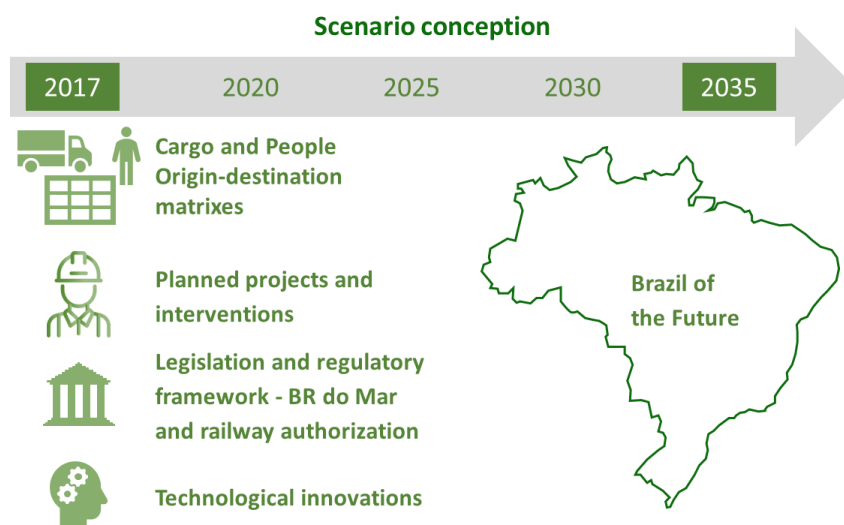 Scenario conception
2017 2020 2025 2030 2035
Cargo and People
Origin-destination
matrixes
Planned projects and
interventions
Legislation and regulatory
framework - BR do Mar
and railway authorization
Technological innovations
Brazil of
the Future